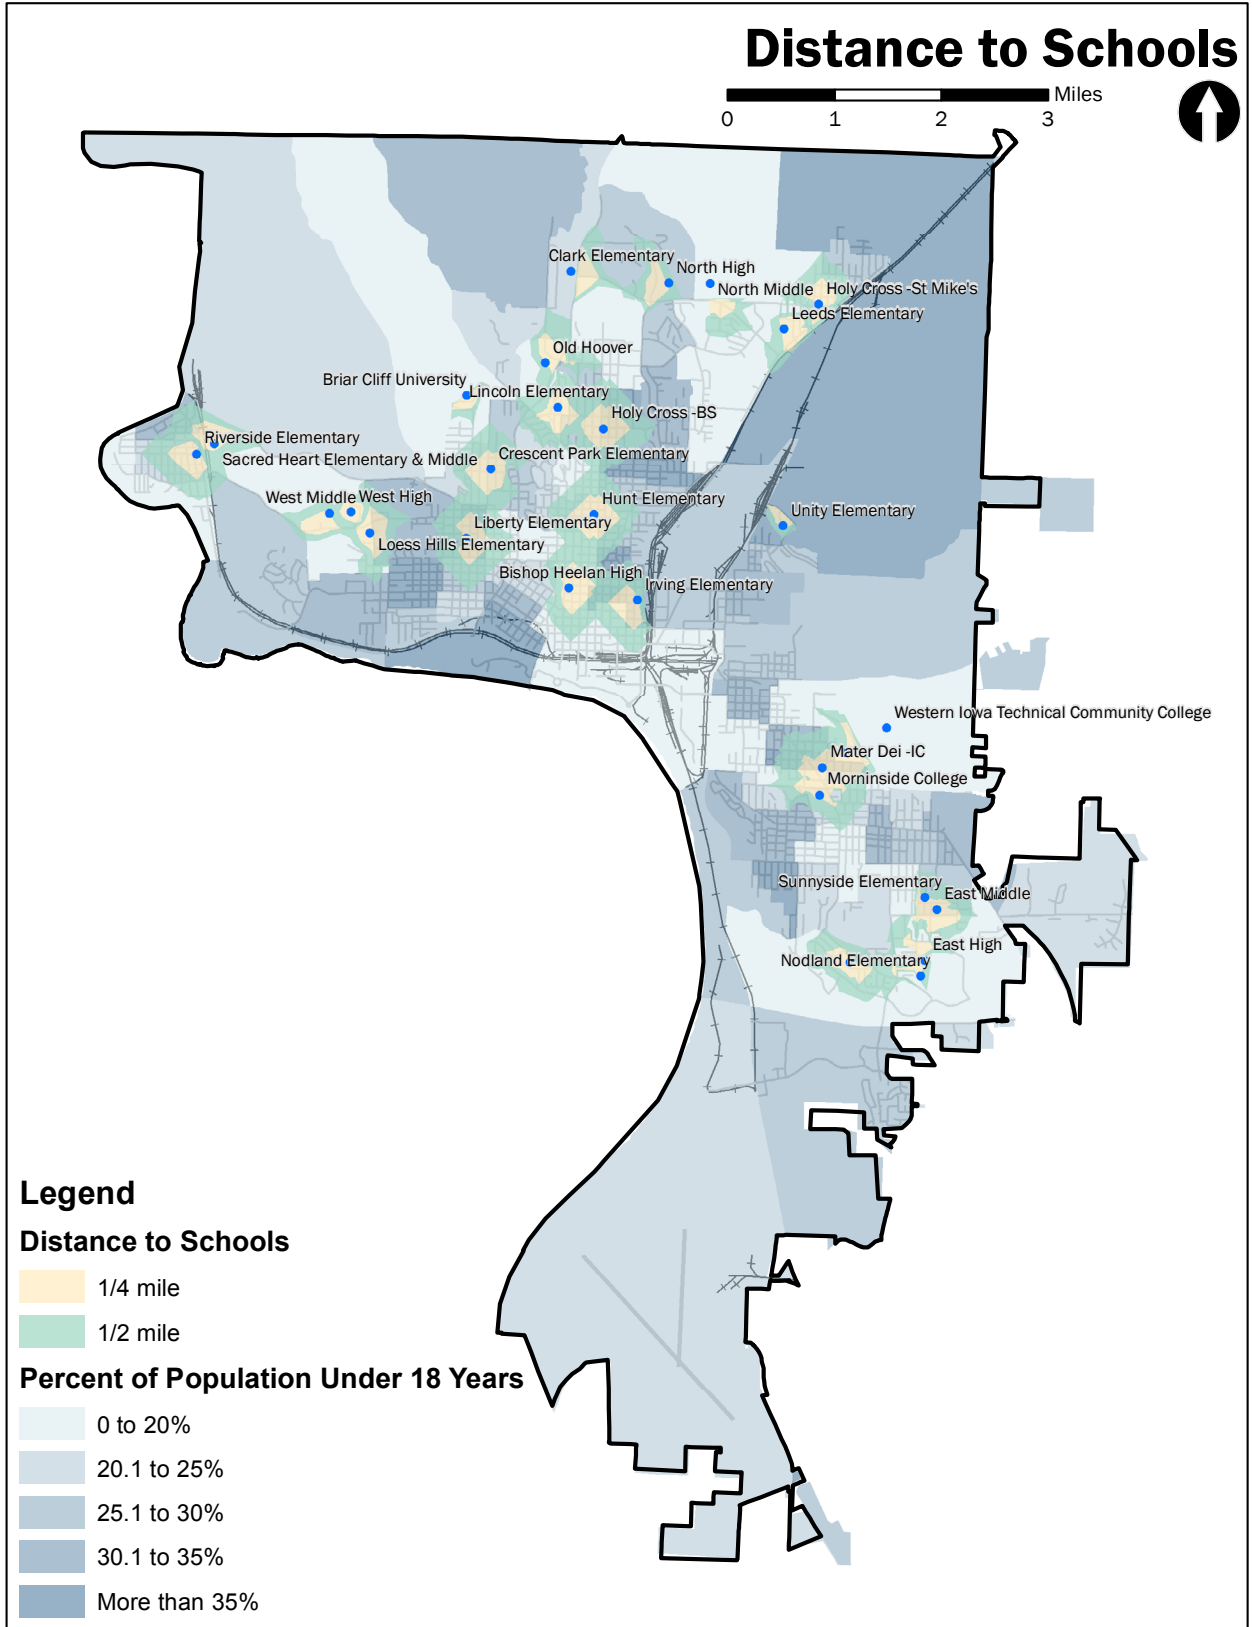 Distance to Schools
Miles
0 1 2 3
Clark Elementary
North High
North Middle
Holy Cross -St Mike's
Leeds Elementary
Old Hoover
Briar Cliff University
Lincoln Elementary
Holy Cross -BS
Riverside Elementary
Sacred Heart Elementary & Middle
Crescent Park Elementary
West Middle
West High
Hunt Elementary
Unity Elementary
Liberty Elementary
Loess Hills Elementary
Bishop Heelan High
Irving Elementary
Western Iowa Technical Community College
Mater Dei -IC
Morninside College
Sunnyside Elementary
East Middle
East High
Nodland Elementary
Legend
Distance to Schools
1/4 mile
1/2 mile
Percent of Population Under 18 Years
0 to 20%
20.1 to 25%
25.1 to 30%
30.1 to 35%
More than 35%